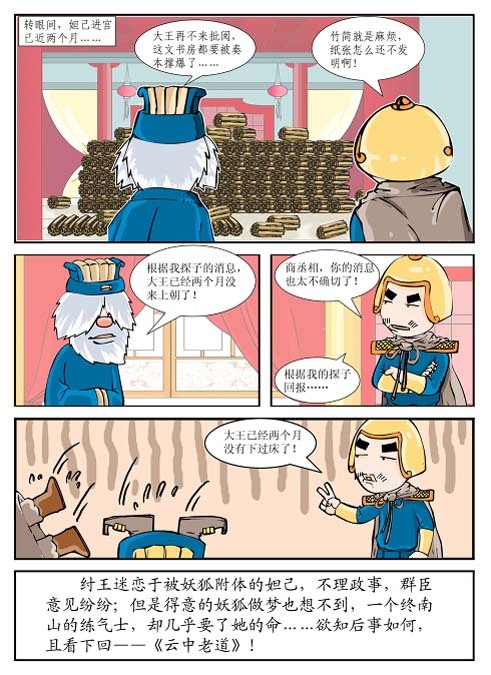 转眼间，妲己进宫
已近两个月……
大王再不来批阅，
这文书房都要被奏
本撑爆了……
竹简就是麻烦，
纸张怎么还不发
明啊！
根据我探子的消息，
大王已经两个月没
来上朝了！
商丞相，你的消息
也太不确切了！
根据我的探子
回报……
大王已经两个月
没有下过床了！
纣王迷恋于被妖狐附体的妲己，不理政事，群臣
意见纷纷；但是得意的妖狐做梦也想不到，一个终南
山的练气士，却几乎要了她的命……欲知后事如何，
且看下回——《云中老道》！